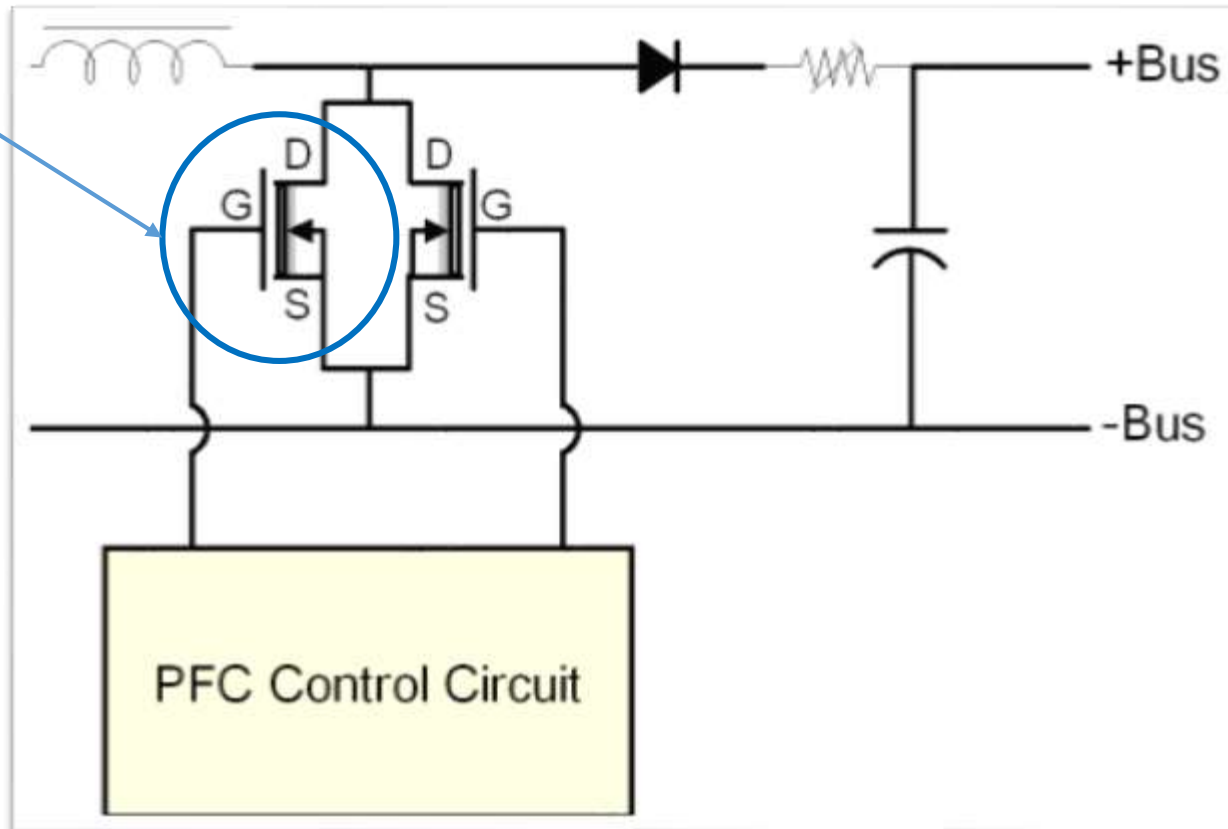 +Bus
D D
G G
S S
-Bus
PFC Control Circuit